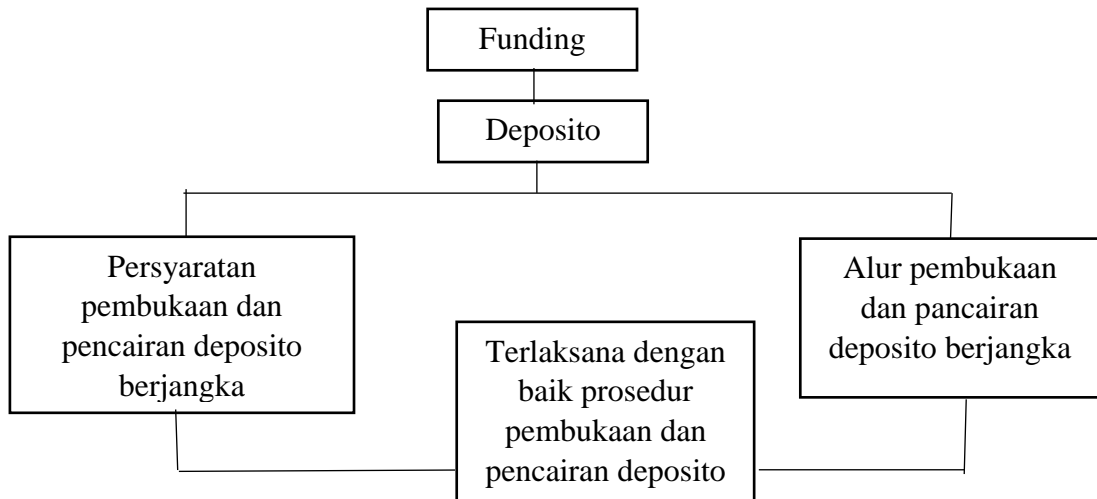 Funding
Deposito
Persyaratan
pembukaan dan
pencairan deposito
berjangka
Alur pembukaan
dan pancairan
deposito berjangka
Terlaksana dengan
baik prosedur
pembukaan dan
pencairan deposito